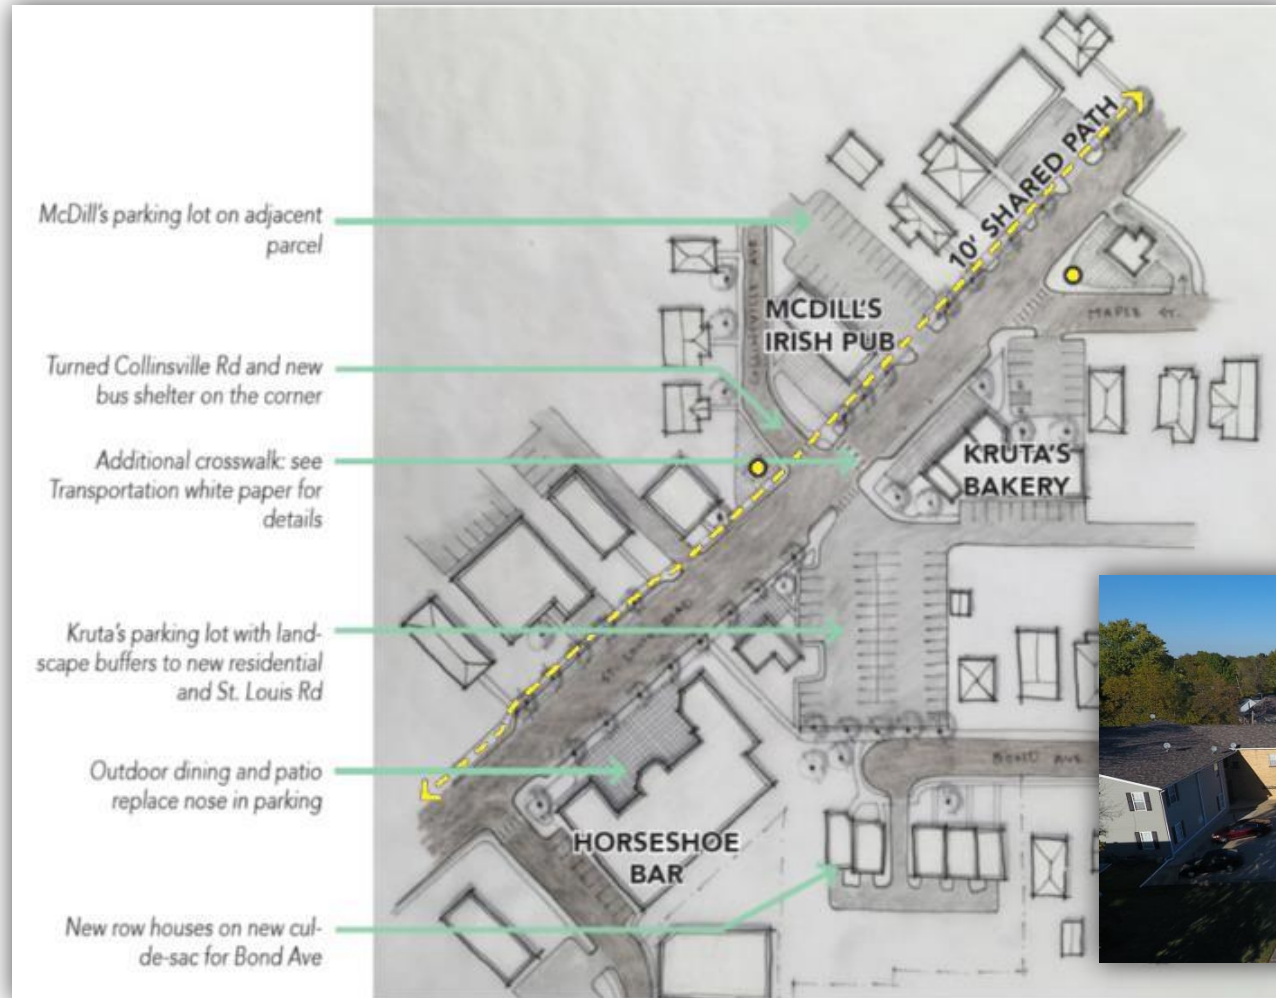 McDill's parking lot on adjacent
parcel
Turned Collinsville Rd and new
bus shelter on the corner
Additional crosswalk: see
Transportation white paper for
details
Kruta's parking lot with land-
scape buffers to new residential
and St. Louis Rd
Outdoor dining and patio
replace nose in parking
New row houses on new cul-
de-sac for Bond Ave
10' SHARED PATH
COLLINSVILLE AVE
MCDILL'S
IRISH PUB
MAPLE ST.
KRUTA'S
BAKERY
ROAD
BOND AVE
HORSESHOE
BAR